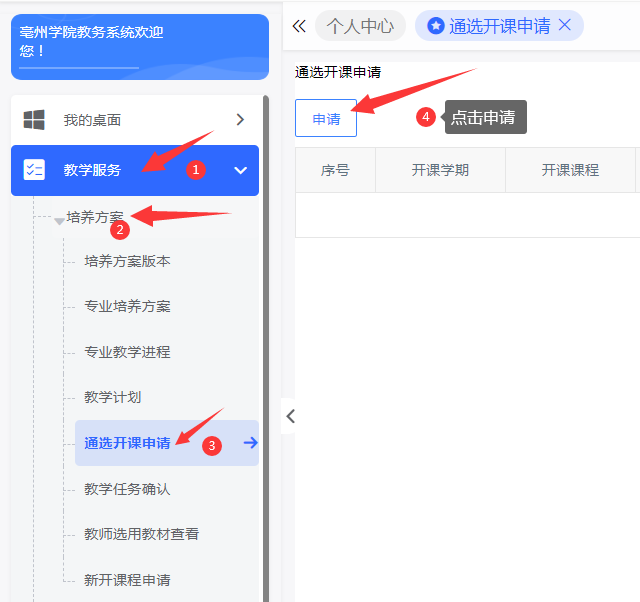 亳州学院教务系统欢迎
您！
个人中心
通选开课申请
通选开课申请
我的桌面
申请
4 点击申请
教学服务 1
序号 开课学期 开课课程
培养方案
2
培养方案版本
专业培养方案
专业教学进程
教学计划
通选开课申请 3
教学任务确认
教师选用教材查看
新开课程申请